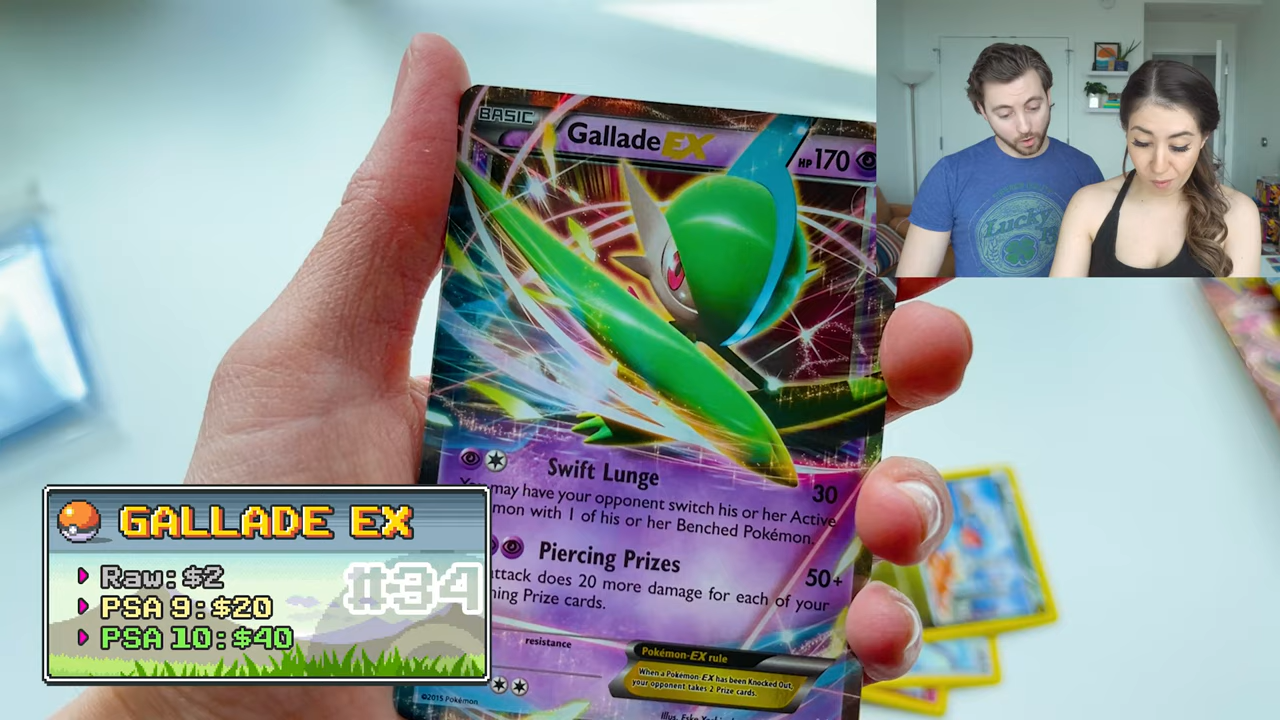 BASIC
Gallade EX
HP170
Swift Lunge 30
may have your opponent switch his or her Active
mon with 1 of his or her Benched Pokémon.
Piercing Prizes 50+
attack does 20 more damage for each of your
ning Prize cards.
resistance
Pokémon-EX rule
When a Pokémon-EX has been Knocked Out,
your opponent takes 2 Prize cards.
©2015 Pokémon
Illus. Eske
GALLADE EX
#34
Raw: $2
PSA 9: $20
PSA 10: $40
Lucky